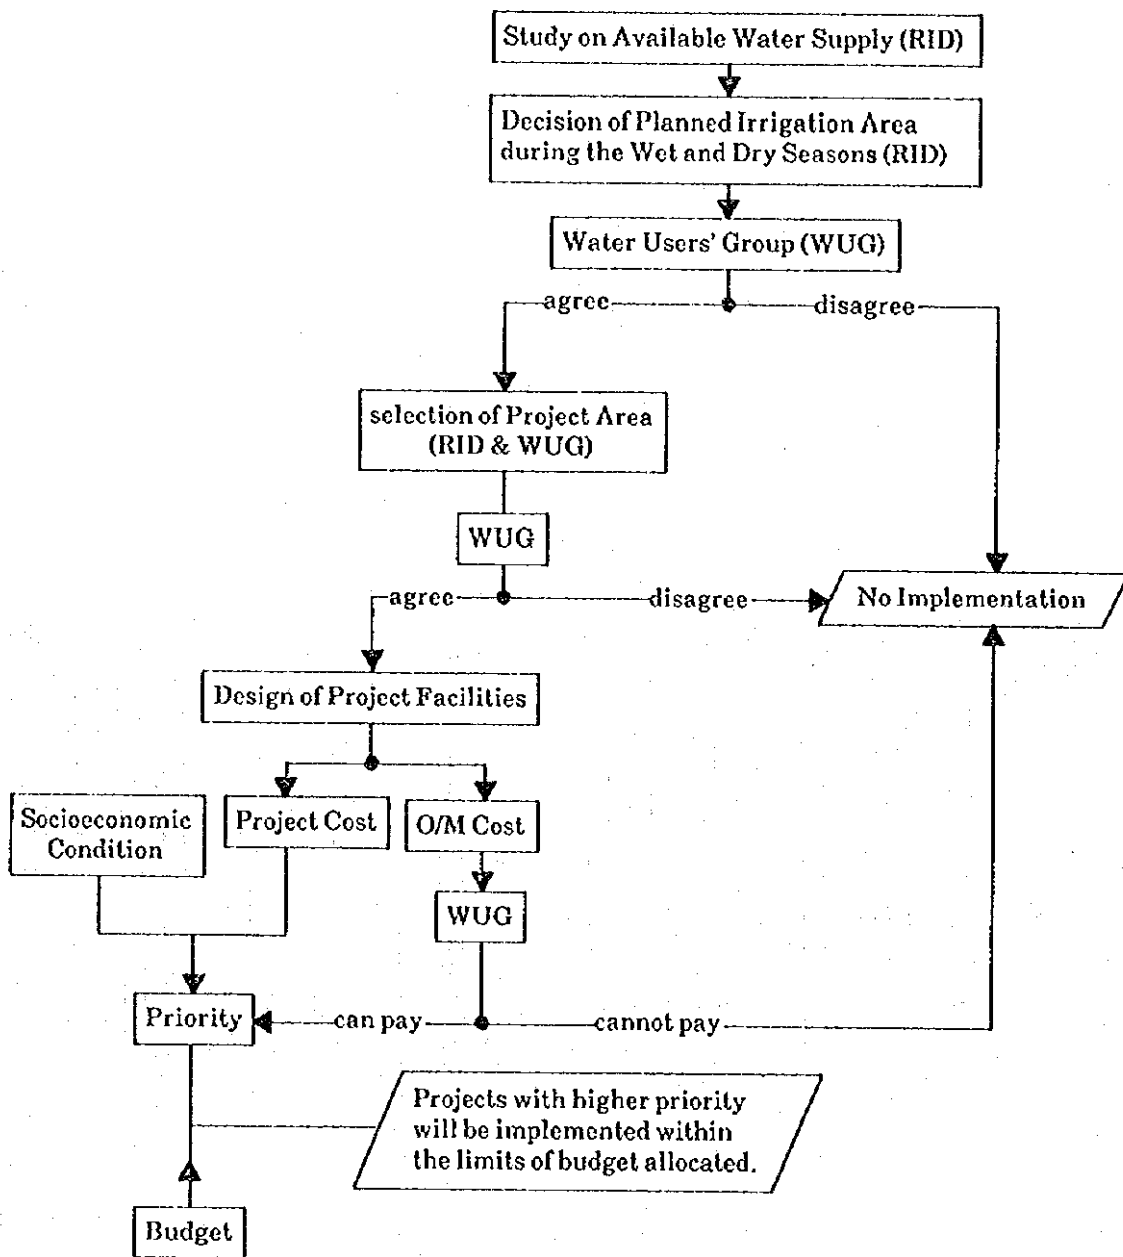 Study on Available Water Supply (RID)
Decision of Planned Irrigation Area
during the Wet and Dry Seasons (RID)
Water Users' Group (WUG)
agree
disagree
selection of Project Area
(RID & WUG)
WUG
agree
disagree
No Implementation
Design of Project Facilities
Socioeconomic
Condition
Project Cost
O/M Cost
WUG
Priority
can pay
cannot pay
Projects with higher priority
will be implemented within
the limits of budget allocated.
Budget